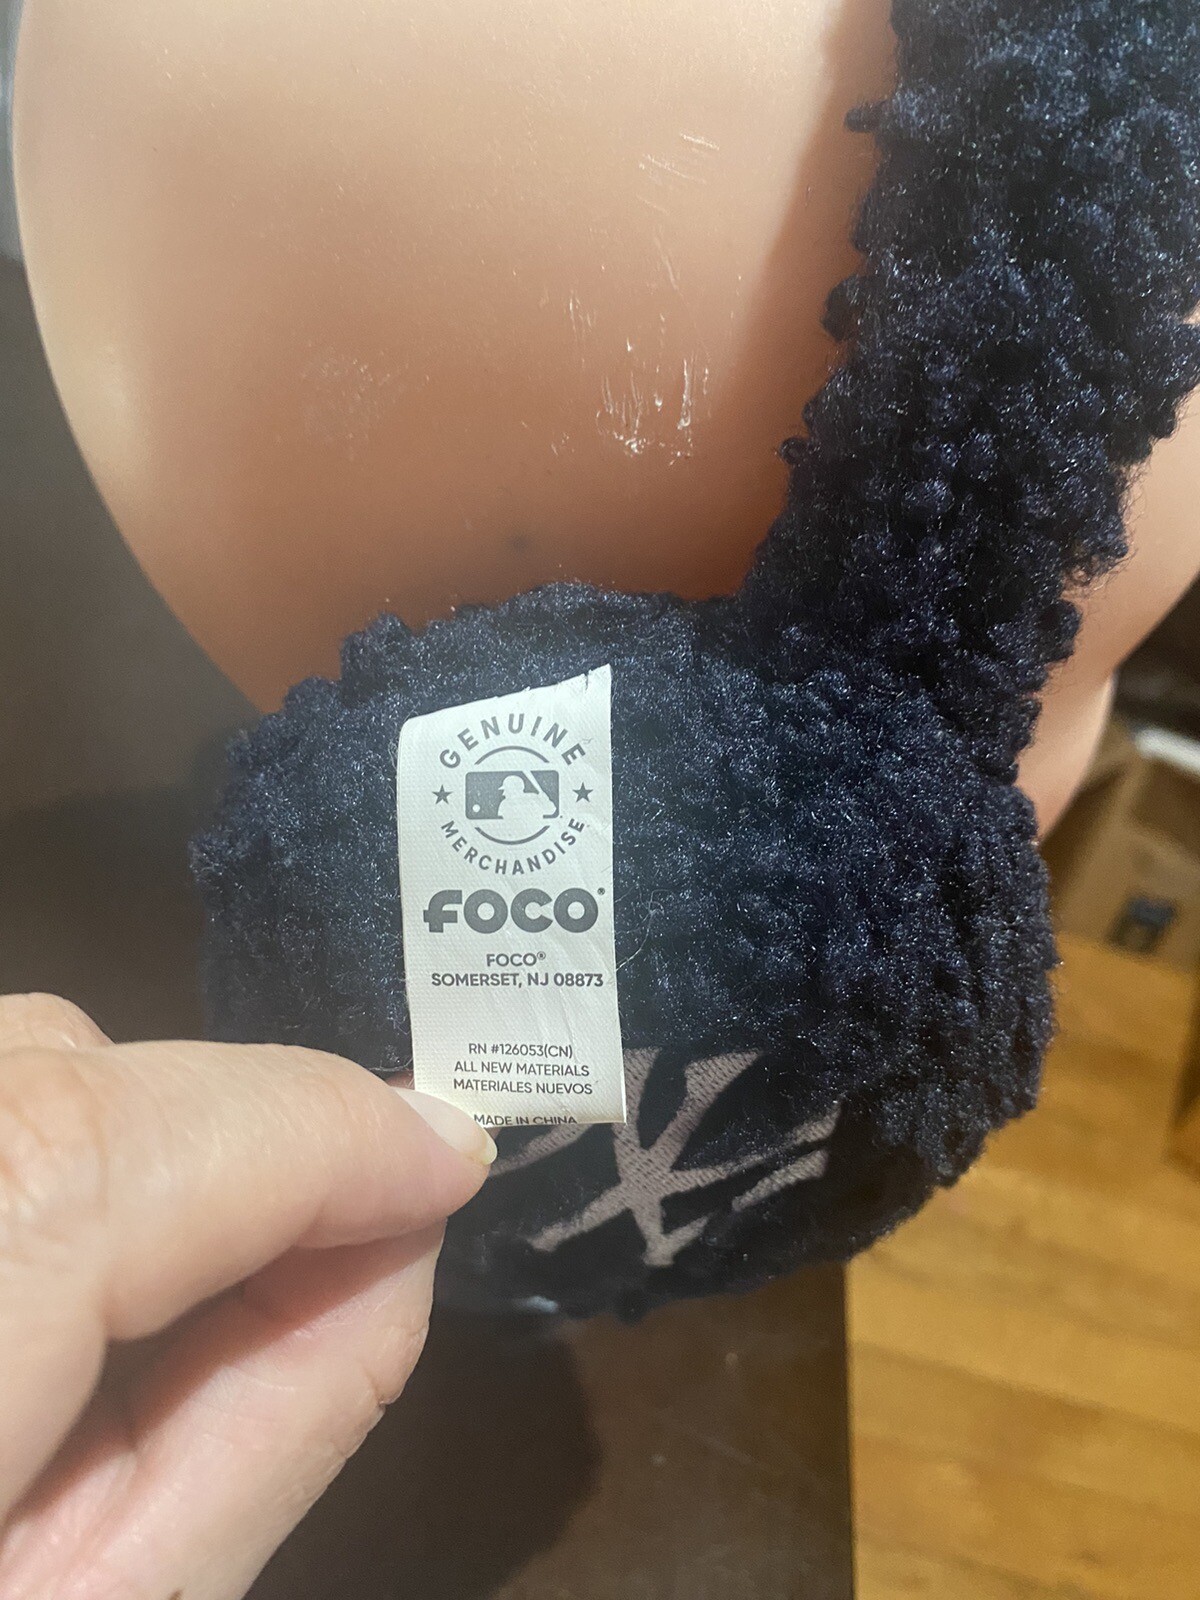 GENUINE
MERCHANDISE
FOCO®
FOCO®
SOMERSET, NJ 08873
RN #126053(CN)
ALL NEW MATERIALS
MATERIALES NUEVOS
MADE IN CHINA